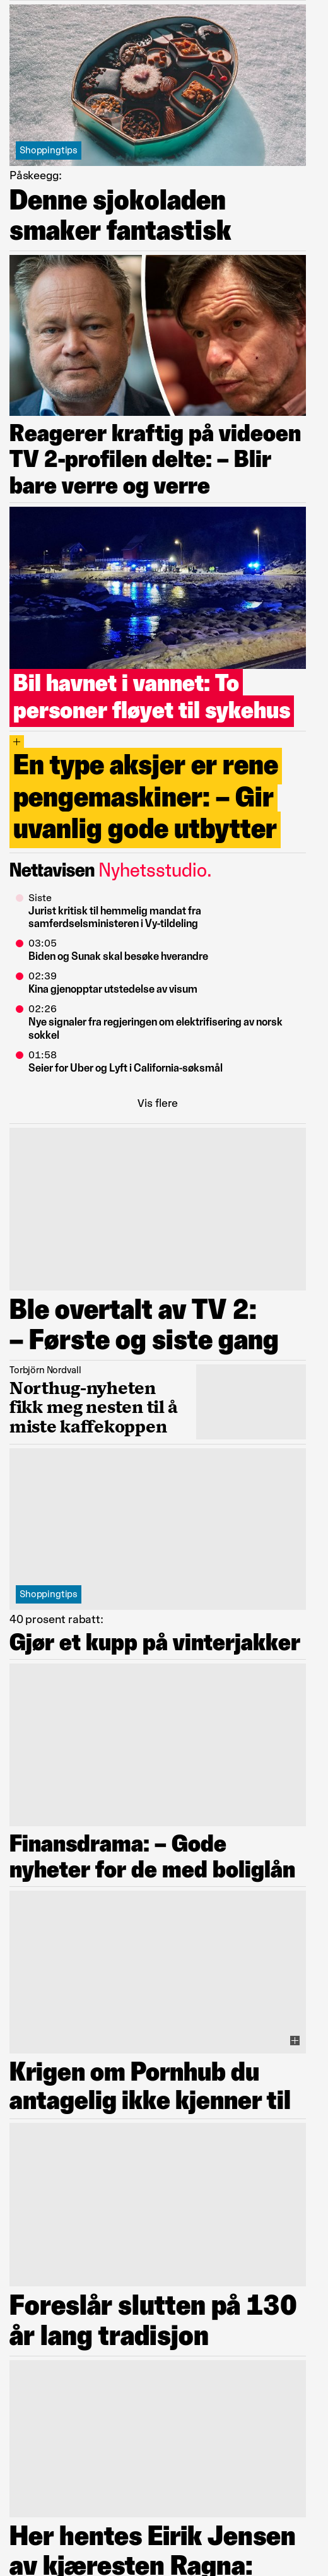 Shoppingtips
Påskeegg:
Denne sjokoladen
smaker fantastisk
Reagerer kraftig på videoen
TV 2-profilen delte: – Blir
bare verre og verre
Bil havnet i vannet: To
personer fløyet til sykehus
+
En type aksjer er rene
pengemaskiner: – Gir
uvanlig gode utbytter
Nettavisen Nyhetsstudio.
Siste
Jurist kritisk til hemmelig mandat fra
samferdselsministeren i Vy-tildeling
03:05
Biden og Sunak skal besøke hverandre
02:39
Kina gjenopptar utstedelse av visum
02:26
Nye signaler fra regjeringen om elektrifisering av norsk
sokkel
01:58
Seier for Uber og Lyft i California-søksmål
Vis flere
Ble overtalt av TV 2:
– Første og siste gang
Torbjörn Nordvall
Northug-nyheten
fikk meg nesten til å
miste kaffekoppen
Shoppingtips
40 prosent rabatt:
Gjør et kupp på vinterjakker
Finansdrama: – Gode
nyheter for de med boliglån
Krigen om Pornhub du
antagelig ikke kjenner til
Foreslår slutten på 130
år lang tradisjon
Her hentes Eirik Jensen
av kjæresten Ragna: